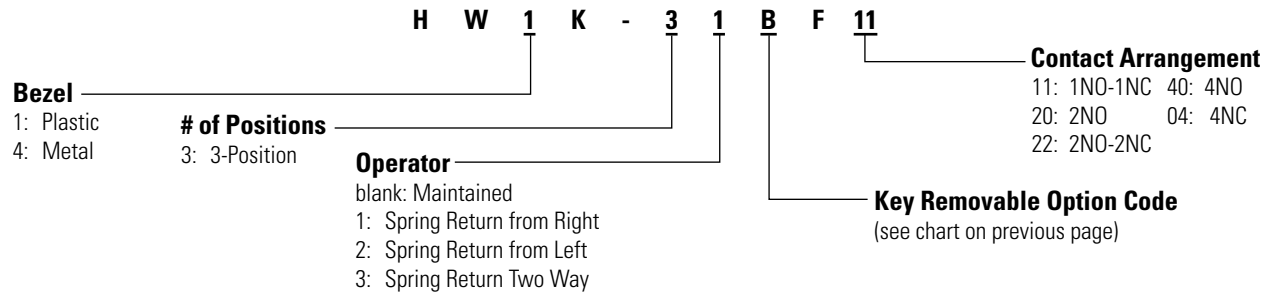 H W 1 K - 3 1 B F 11
Bezel
1: Plastic
4: Metal
# of Positions
3: 3-Position
Operator
blank: Maintained
1: Spring Return from Right
2: Spring Return from Left
3: Spring Return Two Way
Contact Arrangement
11: 1NO-1NC 40: 4NO
20: 2NO 04: 4NC
22: 2NO-2NC
Key Removable Option Code
(see chart on previous page)